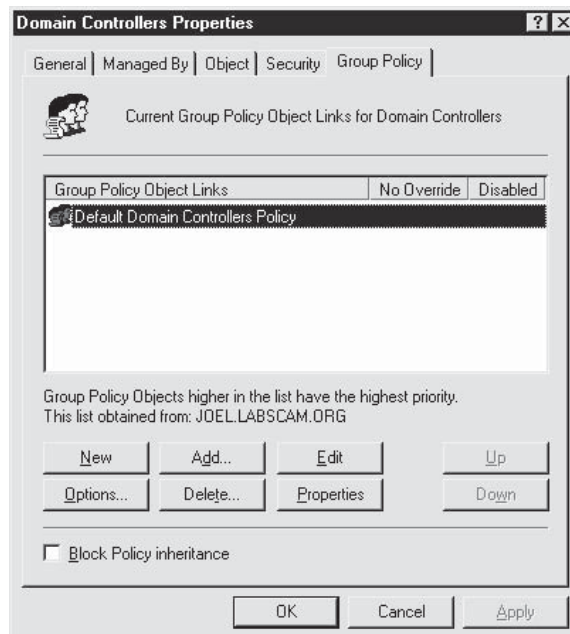 Domain Controllers Properties ? ×
General Managed By Object Security Group Policy
Current Group Policy Object Links for Domain Controllers
Group Policy Object Links No Override Disabled
Default Domain Controllers Policy
Group Policy Objects higher in the list have the highest priority.
This list obtained from: JOEL.LABSCAM.ORG
New Add... Edit Up
Options... Delete... Properties Down
Block Policy inheritance
OK Cancel Apply